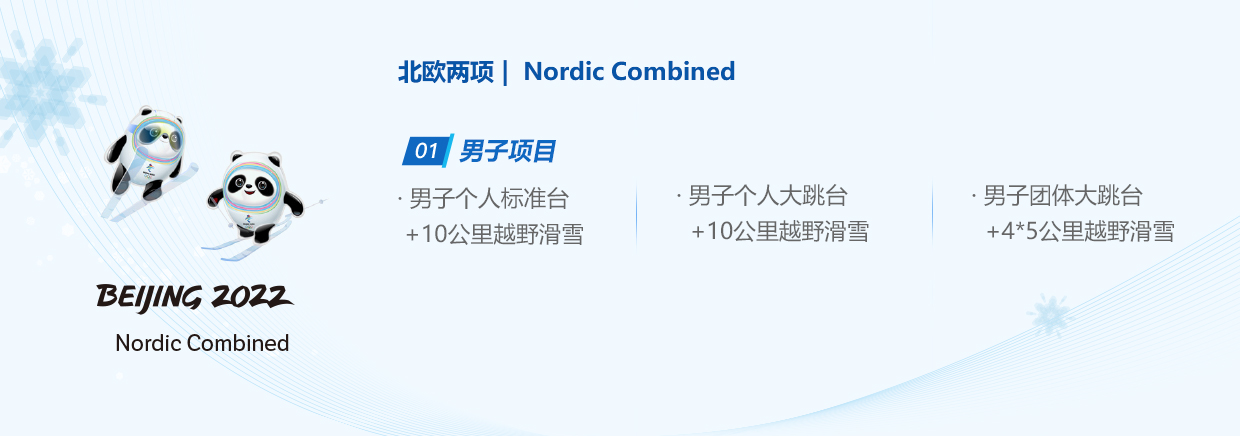 北欧两项 | Nordic Combined
01 男子项目
· 男子个人标准台
+10公里越野滑雪
· 男子个人大跳台
+10公里越野滑雪
· 男子团体大跳台
+4*5公里越野滑雪
BEIJING 2022
Nordic Combined